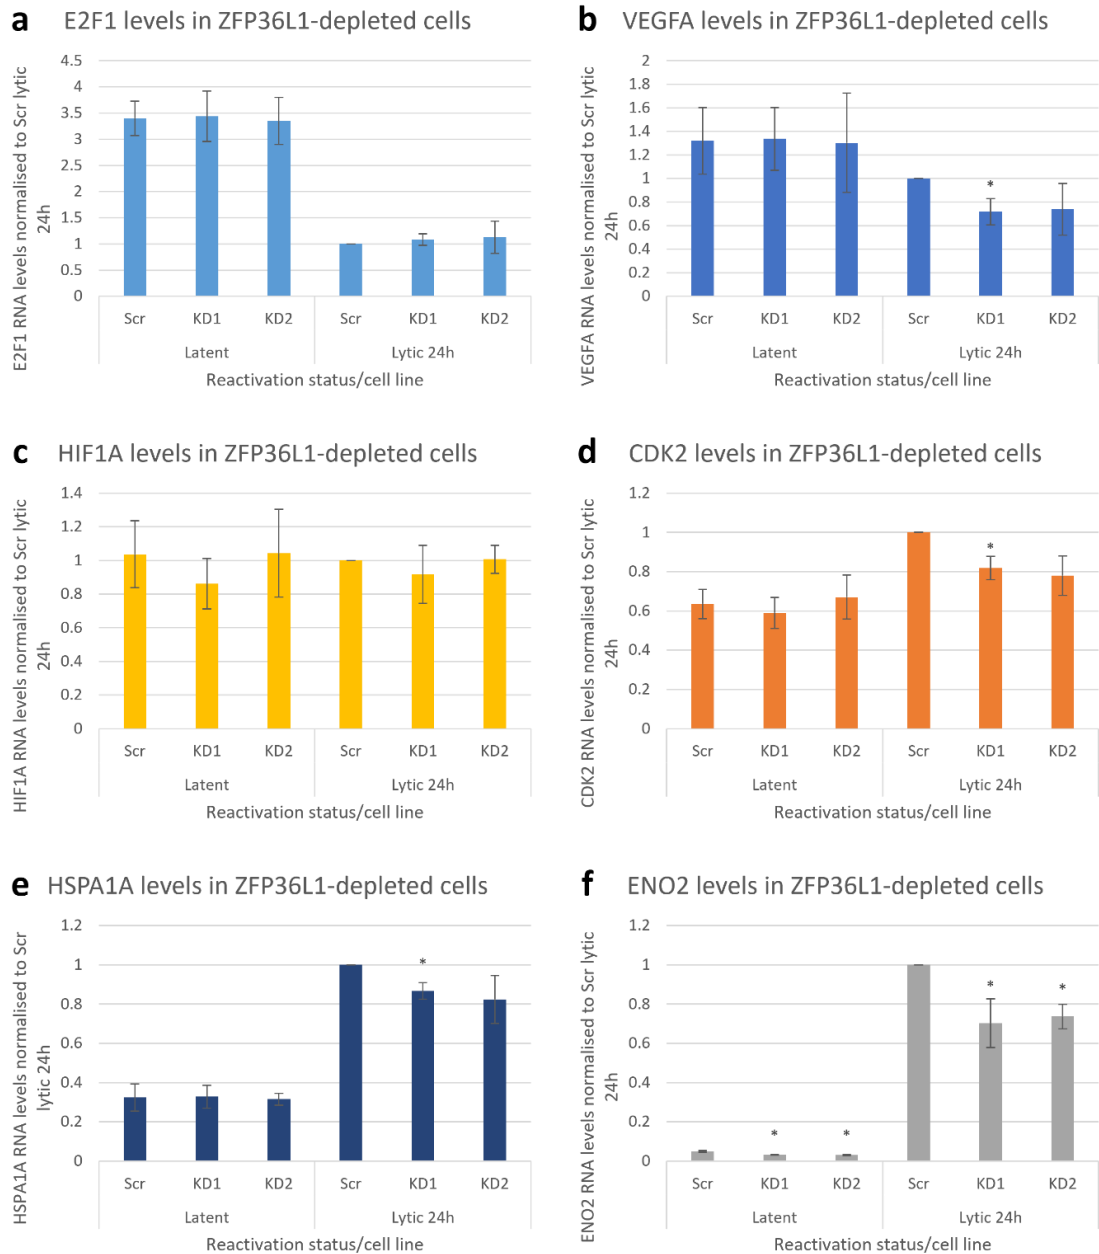 a E2F1 levels in ZFP36L1-depleted cells
E2F1 RNA levels normalised to Scr lytic
24h
4.5
4
3.5
3
2.5
2
1.5
1
0.5
0
Scr KD1 KD2 Scr KD1 KD2
Latent Lytic 24h
Reactivation status/cell line
b VEGFA levels in ZFP36L1-depleted cells
VEGFA RNA levels normalised to Scr lytic
24h
2
1.8
1.6
1.4
1.2
1
0.8
0.6
0.4
0.2
0
*
Scr KD1 KD2 Scr KD1 KD2
Latent Lytic 24h
Reactivation status/cell line
c HIF1A levels in ZFP36L1-depleted cells
HIF1A RNA levels normalised to Scr lytic
24h
1.4
1.2
1
0.8
0.6
0.4
0.2
0
Scr KD1 KD2 Scr KD1 KD2
Latent Lytic 24h
Reactivation status/cell line
d CDK2 levels in ZFP36L1-depleted cells
CDK2 RNA levels normalised to Scr lytic
24h
1.2
1
0.8
0.6
0.4
0.2
0
*
Scr KD1 KD2 Scr KD1 KD2
Latent Lytic 24h
Reactivation status/cell line
e HSPA1A levels in ZFP36L1-depleted cells
HSPA1A RNA levels normalised to Scr
lytic 24h
1.2
1
0.8
0.6
0.4
0.2
0
*
Scr KD1 KD2 Scr KD1 KD2
Latent Lytic 24h
Reactivation status/cell line
f ENO2 levels in ZFP36L1-depleted cells
ENO2 RNA levels normalised to Scr lytic
24h
1.2
1
0.8
0.6
0.4
0.2
0
* * * *
Scr KD1 KD2 Scr KD1 KD2
Latent Lytic 24h
Reactivation status/cell line